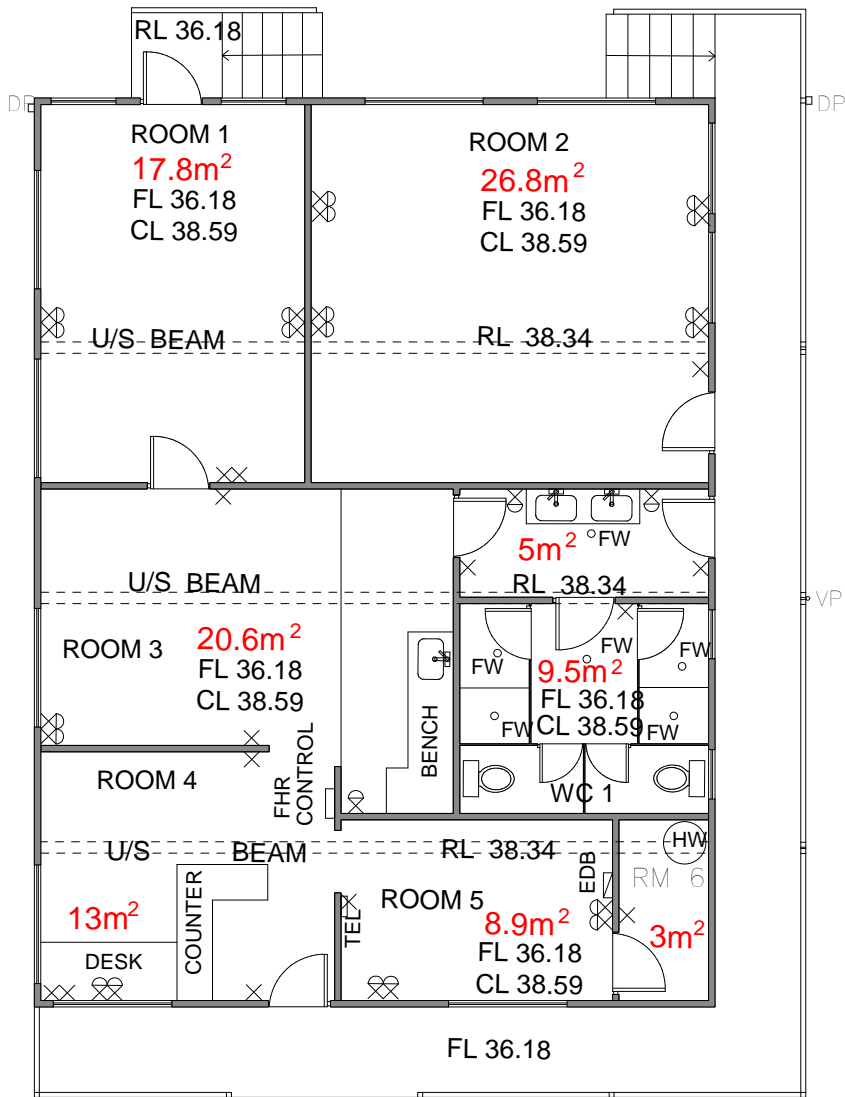 RL 36.18
DP
DP
ROOM 1
17.8m²
FL 36.18
CL 38.59
ROOM 2
26.8m²
FL 36.18
CL 38.59
U/S BEAM
RL 38.34
FW
5m²
U/S BEAM
RL 38.34
VP
ROOM 3
20.6m²
FL 36.18
CL 38.59
FW
FW
FW
9.5m²
FL 36.18
CL 38.59
FW
FW
BENCH
FHR
CONTROL
ROOM 4
WC 1
HW
U/S BEAM
RL 38.34
RM 6
EDB
13m²
COUNTER
DESK
TEL
ROOM 5
8.9m²
FL 36.18
CL 38.59
3m²
FL 36.18